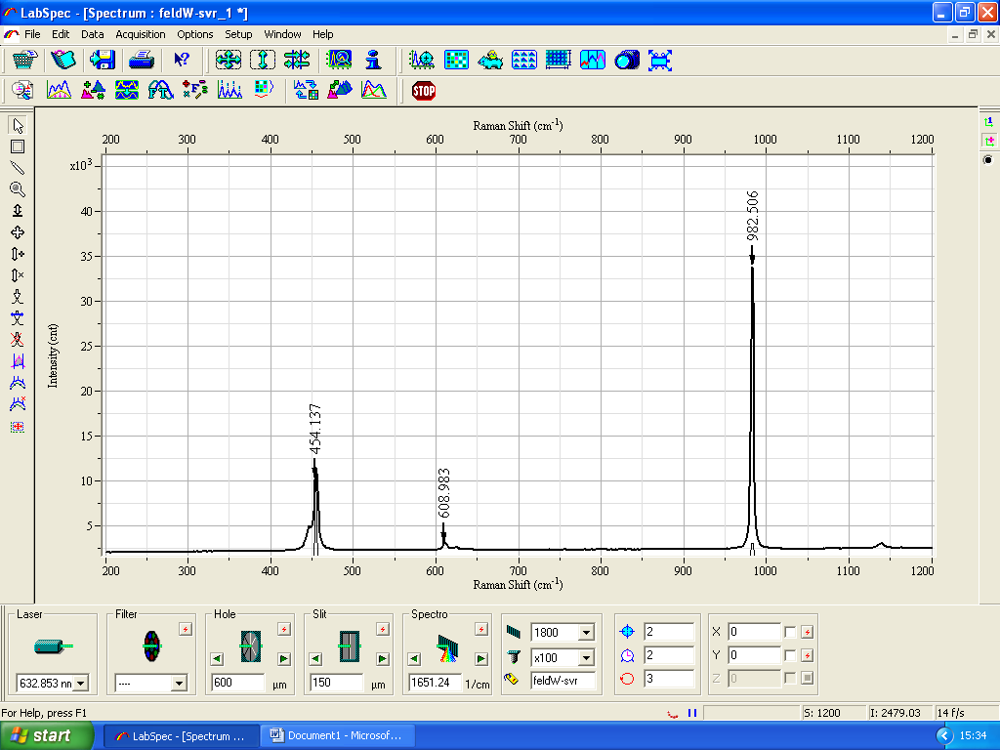 LabSpec - [Spectrum : feldW-svr_1 *]
File Edit Data Acquisition Options Setup Window Help
STOP
Raman Shift (cm-1)
200 300 400 500 600 700 800 900 1000 1100 1200
x10³
40
35
30
25
20
15
10
5
Intensity (cnt)
454.137
608.983
982.506
200 300 400 500 600 700 800 900 1000 1100 1200
Raman Shift (cm-1)
Laser Filter Hole Slit Spectro
1800
x100
feldW-svr
632.853 nm ---- 600 µm 150 µm 1651.24 1/cm
2
2
3
X 0
Y 0
Z 0
For Help, press F1 S: 1200 I: 2479.03 14 f/s
start LabSpec - [Spectrum ... Document1 - Microsof... 15:34